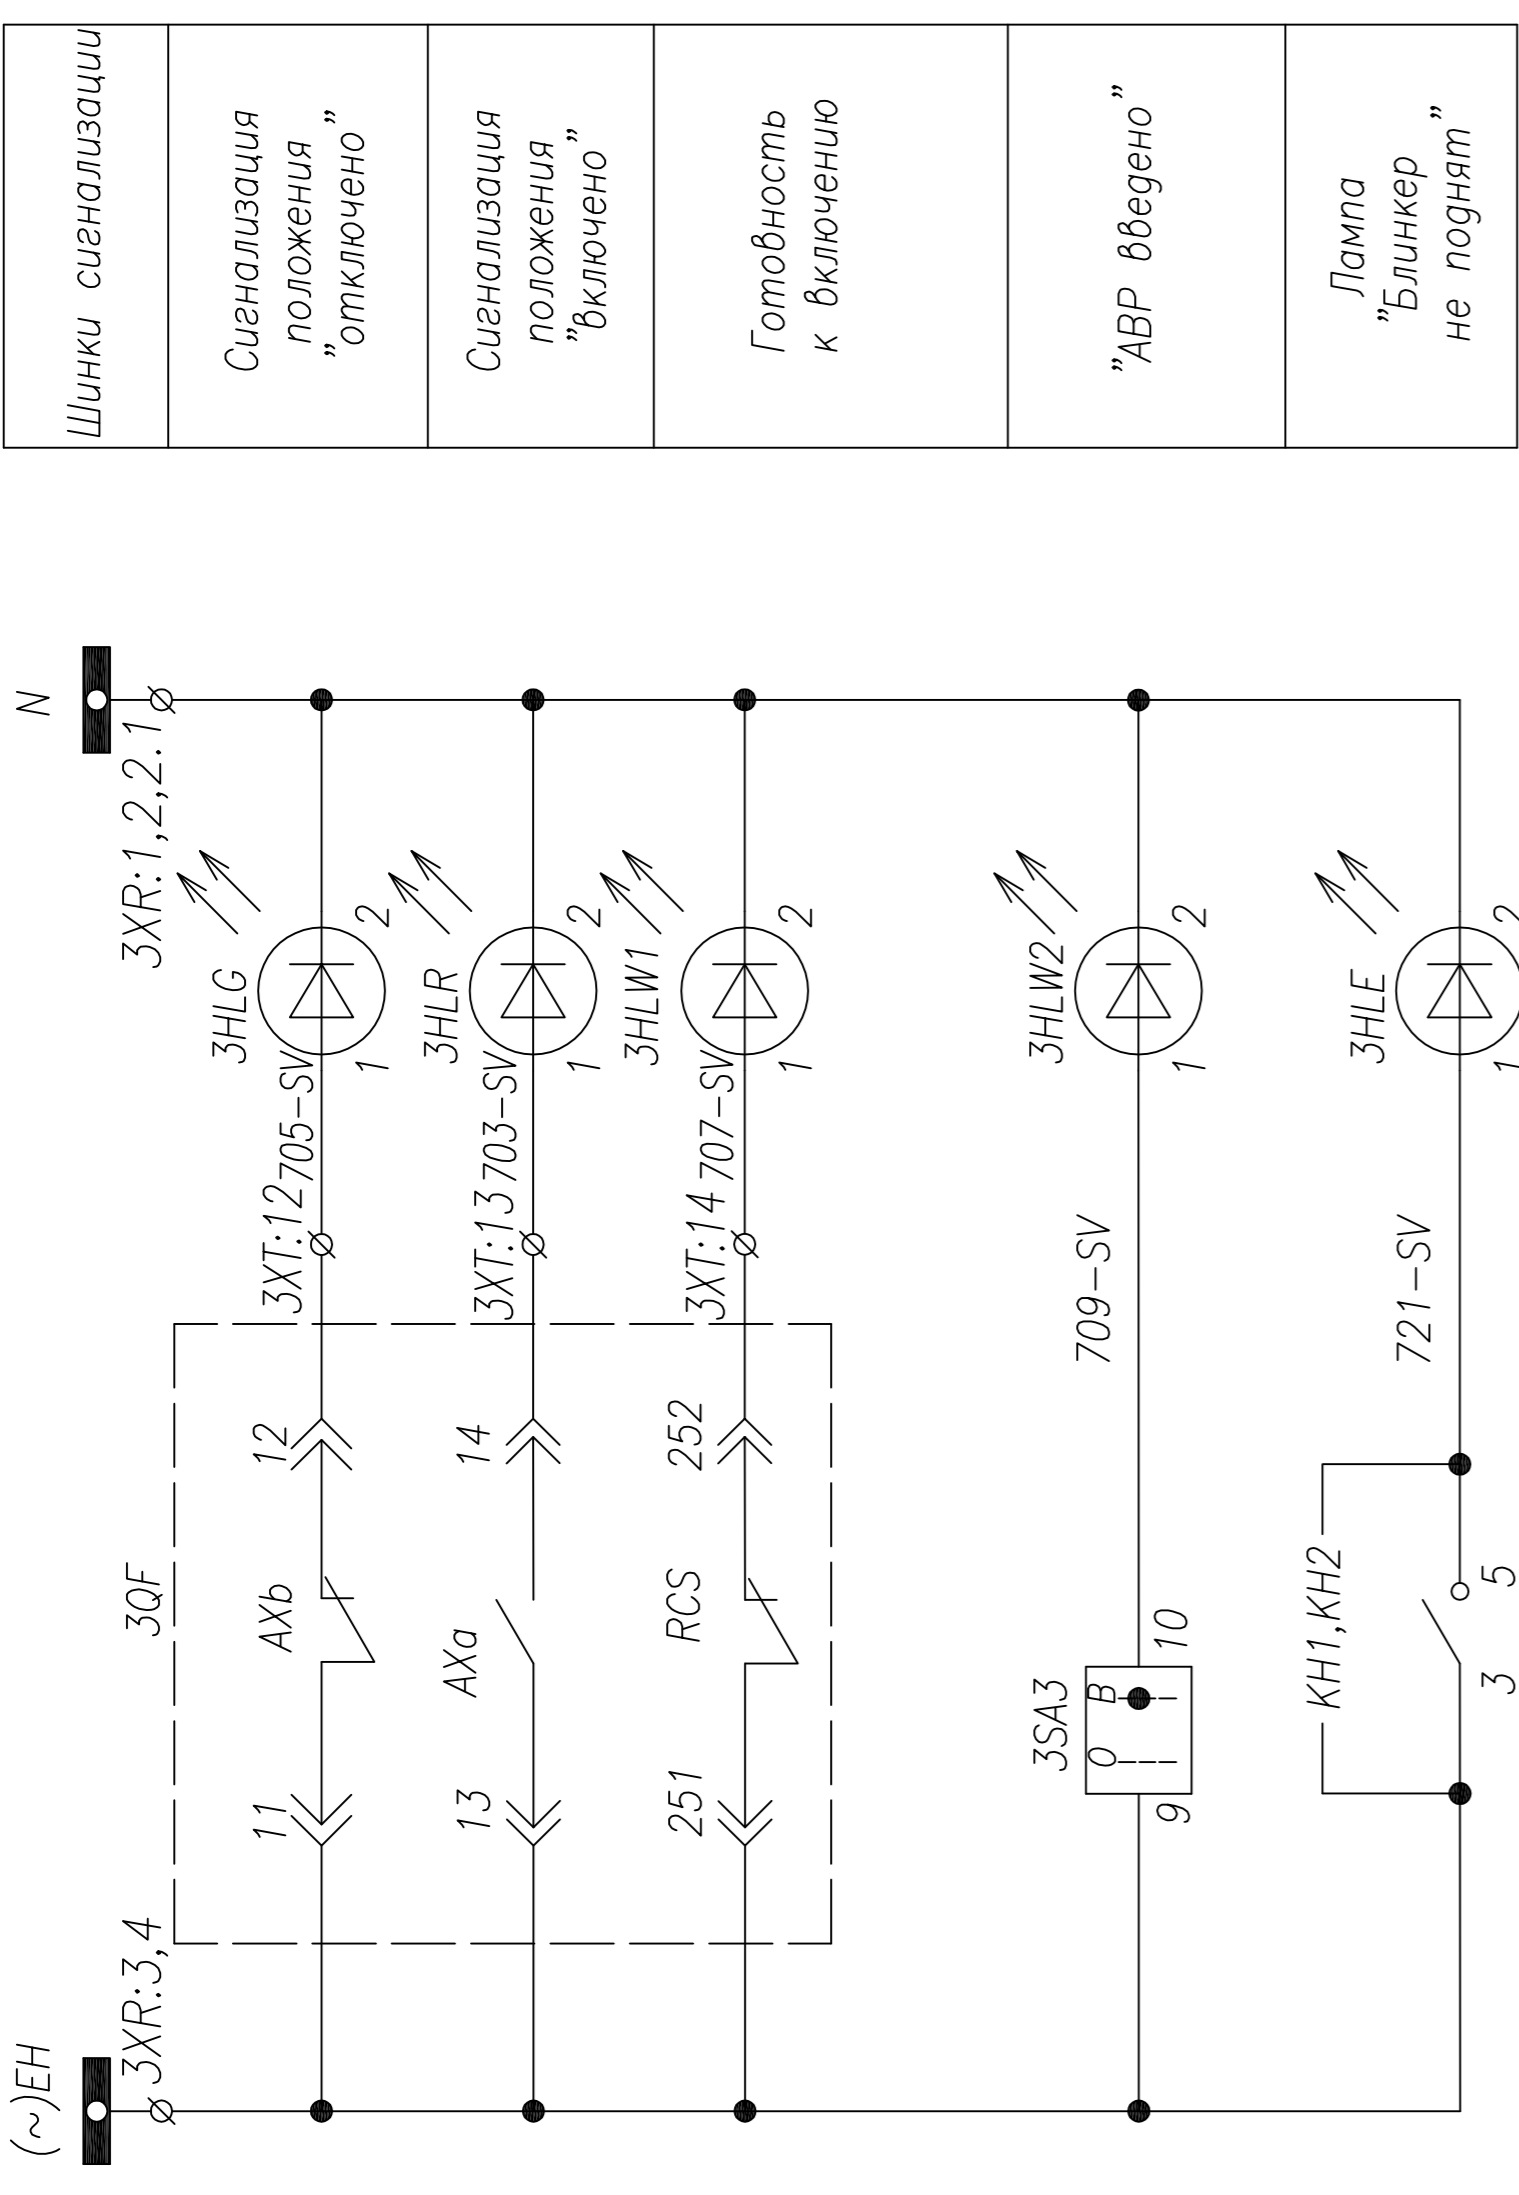 (~)EH
N
Шинки сигнализации
3XR:3,4
3XR:1,2,2.1
3QF
11
AXb
12
3XT:12
705-SV
3HLG
1
2
Сигнализация
положения
"отключено"
13
AXa
14
3XT:13
703-SV
3HLR
1
2
Сигнализация
положения
"включено"
251
RCS
252
3XT:14
707-SV
3HLW1
1
2
Готовность
к включению
3SA3
О
В
9
10
709-SV
3HLW2
1
2
"АВР введено"
KH1,KH2
3
5
721-SV
3HLE
1
2
Лампа
"Блинкер
не поднят"